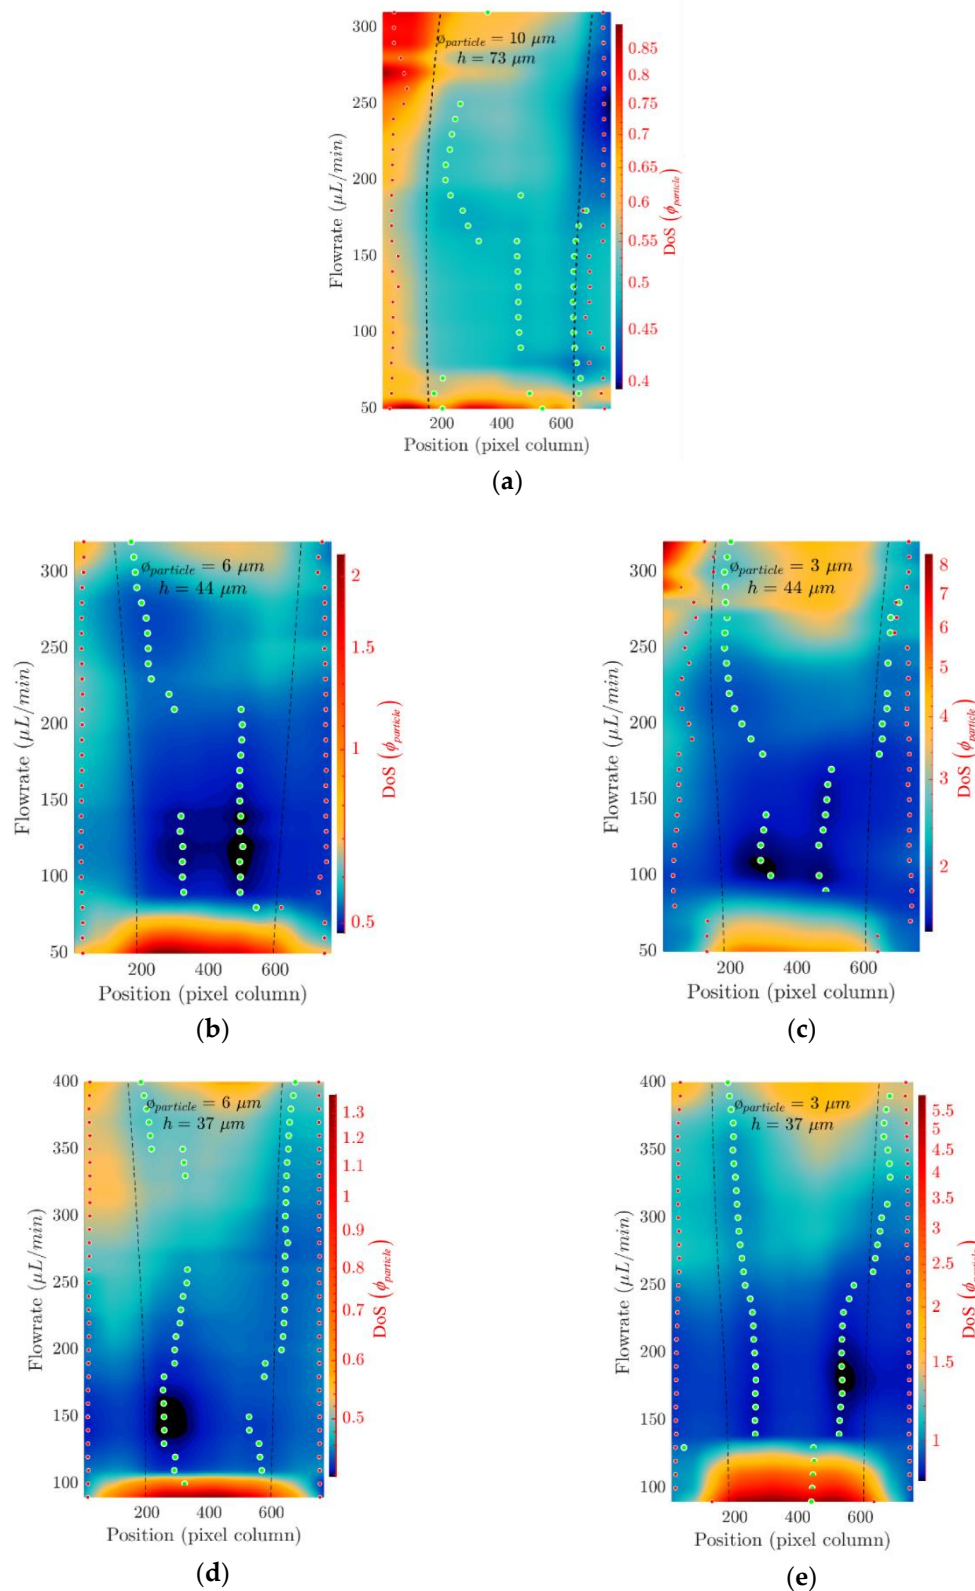 ø_particle = 10 μm
h = 73 μm
300
250
200
150
100
50
Flowrate (μL/min)
200 400 600
Position (pixel column)
0.85
0.8
0.75
0.7
0.65
0.6
0.55
0.5
0.45
0.4
DoS (ϕ_particle)
(a)
ø_particle = 6 μm
h = 44 μm
300
250
200
150
100
50
Flowrate (μL/min)
200 400 600
Position (pixel column)
2
1.5
1
0.5
DoS (ϕ_particle)
(b)
ø_particle = 3 μm
h = 44 μm
300
250
200
150
100
50
Flowrate (μL/min)
200 400 600
Position (pixel column)
8
7
6
5
4
3
2
DoS (ϕ_particle)
(c)
ø_particle = 6 μm
h = 37 μm
400
350
300
250
200
150
100
Flowrate (μL/min)
200 400 600
Position (pixel column)
1.3
1.2
1.1
1
0.9
0.8
0.7
0.6
0.5
DoS (ϕ_particle)
(d)
ø_particle = 3 μm
h = 37 μm
400
350
300
250
200
150
100
Flowrate (μL/min)
200 400 600
Position (pixel column)
5.5
5
4.5
4
3.5
3
2.5
2
1.5
1
DoS (ϕ_particle)
(e)